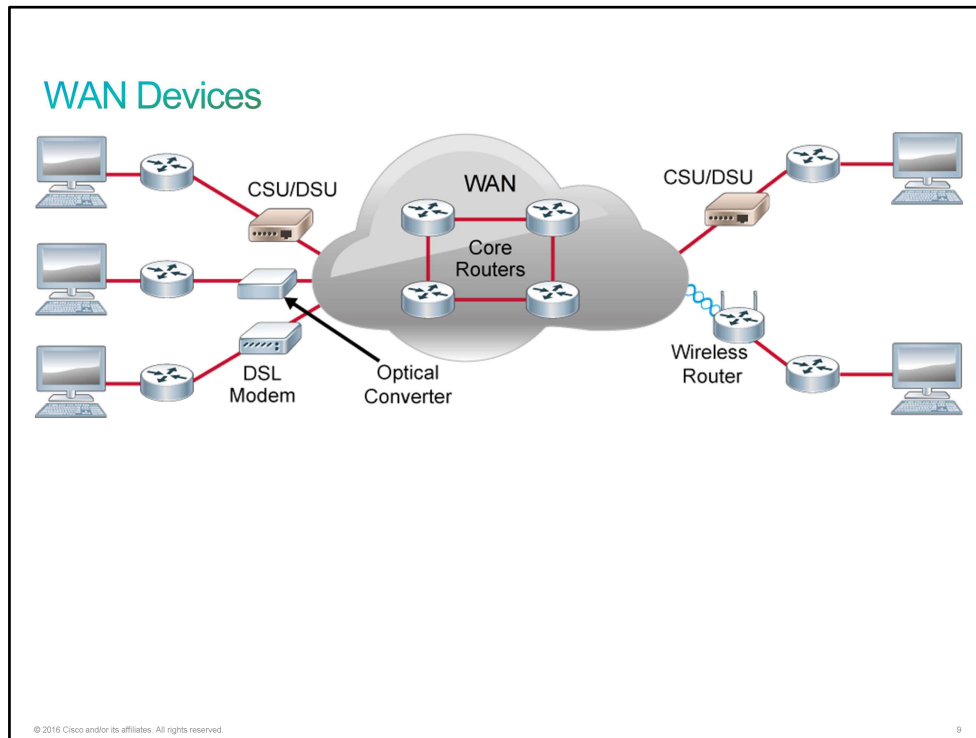 WAN Devices
CSU/DSU
WAN
CSU/DSU
Core
Routers
DSL
Modem
Optical
Converter
Wireless
Router
© 2016 Cisco and/or its affiliates. All rights reserved.
9